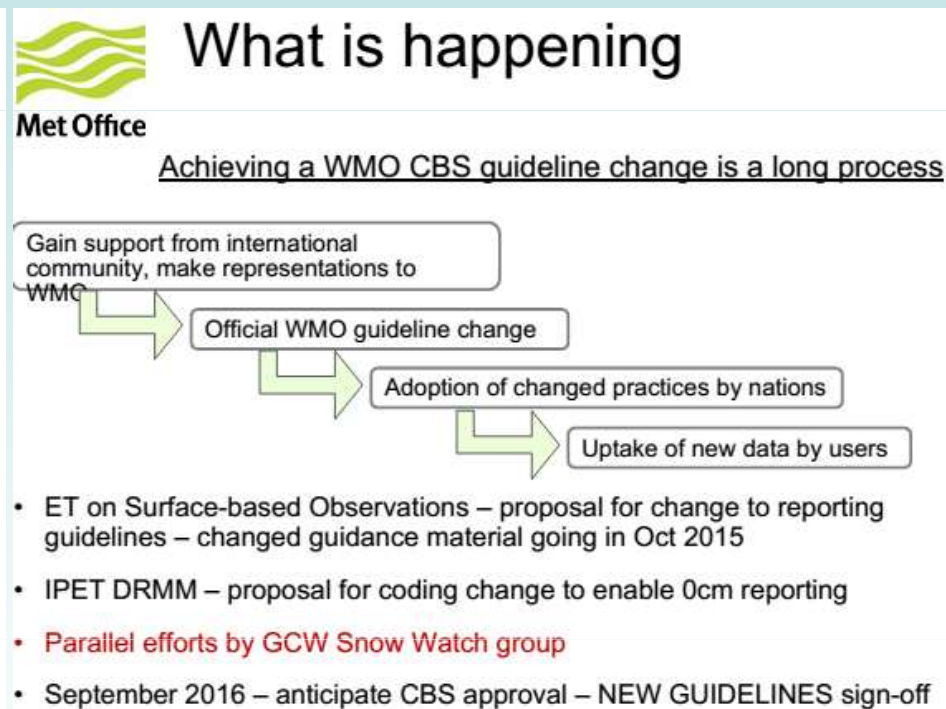 What is happening
Met Office
Achieving a WMO CBS guideline change is a long process
Gain support from international
community, make representations to
WMO
Official WMO guideline change
Adoption of changed practices by nations
Uptake of new data by users
• ET on Surface-based Observations – proposal for change to reporting
guidelines – changed guidance material going in Oct 2015
• IPET DRMM – proposal for coding change to enable 0cm reporting
• Parallel efforts by GCW Snow Watch group
• September 2016 – anticipate CBS approval – NEW GUIDELINES sign-off